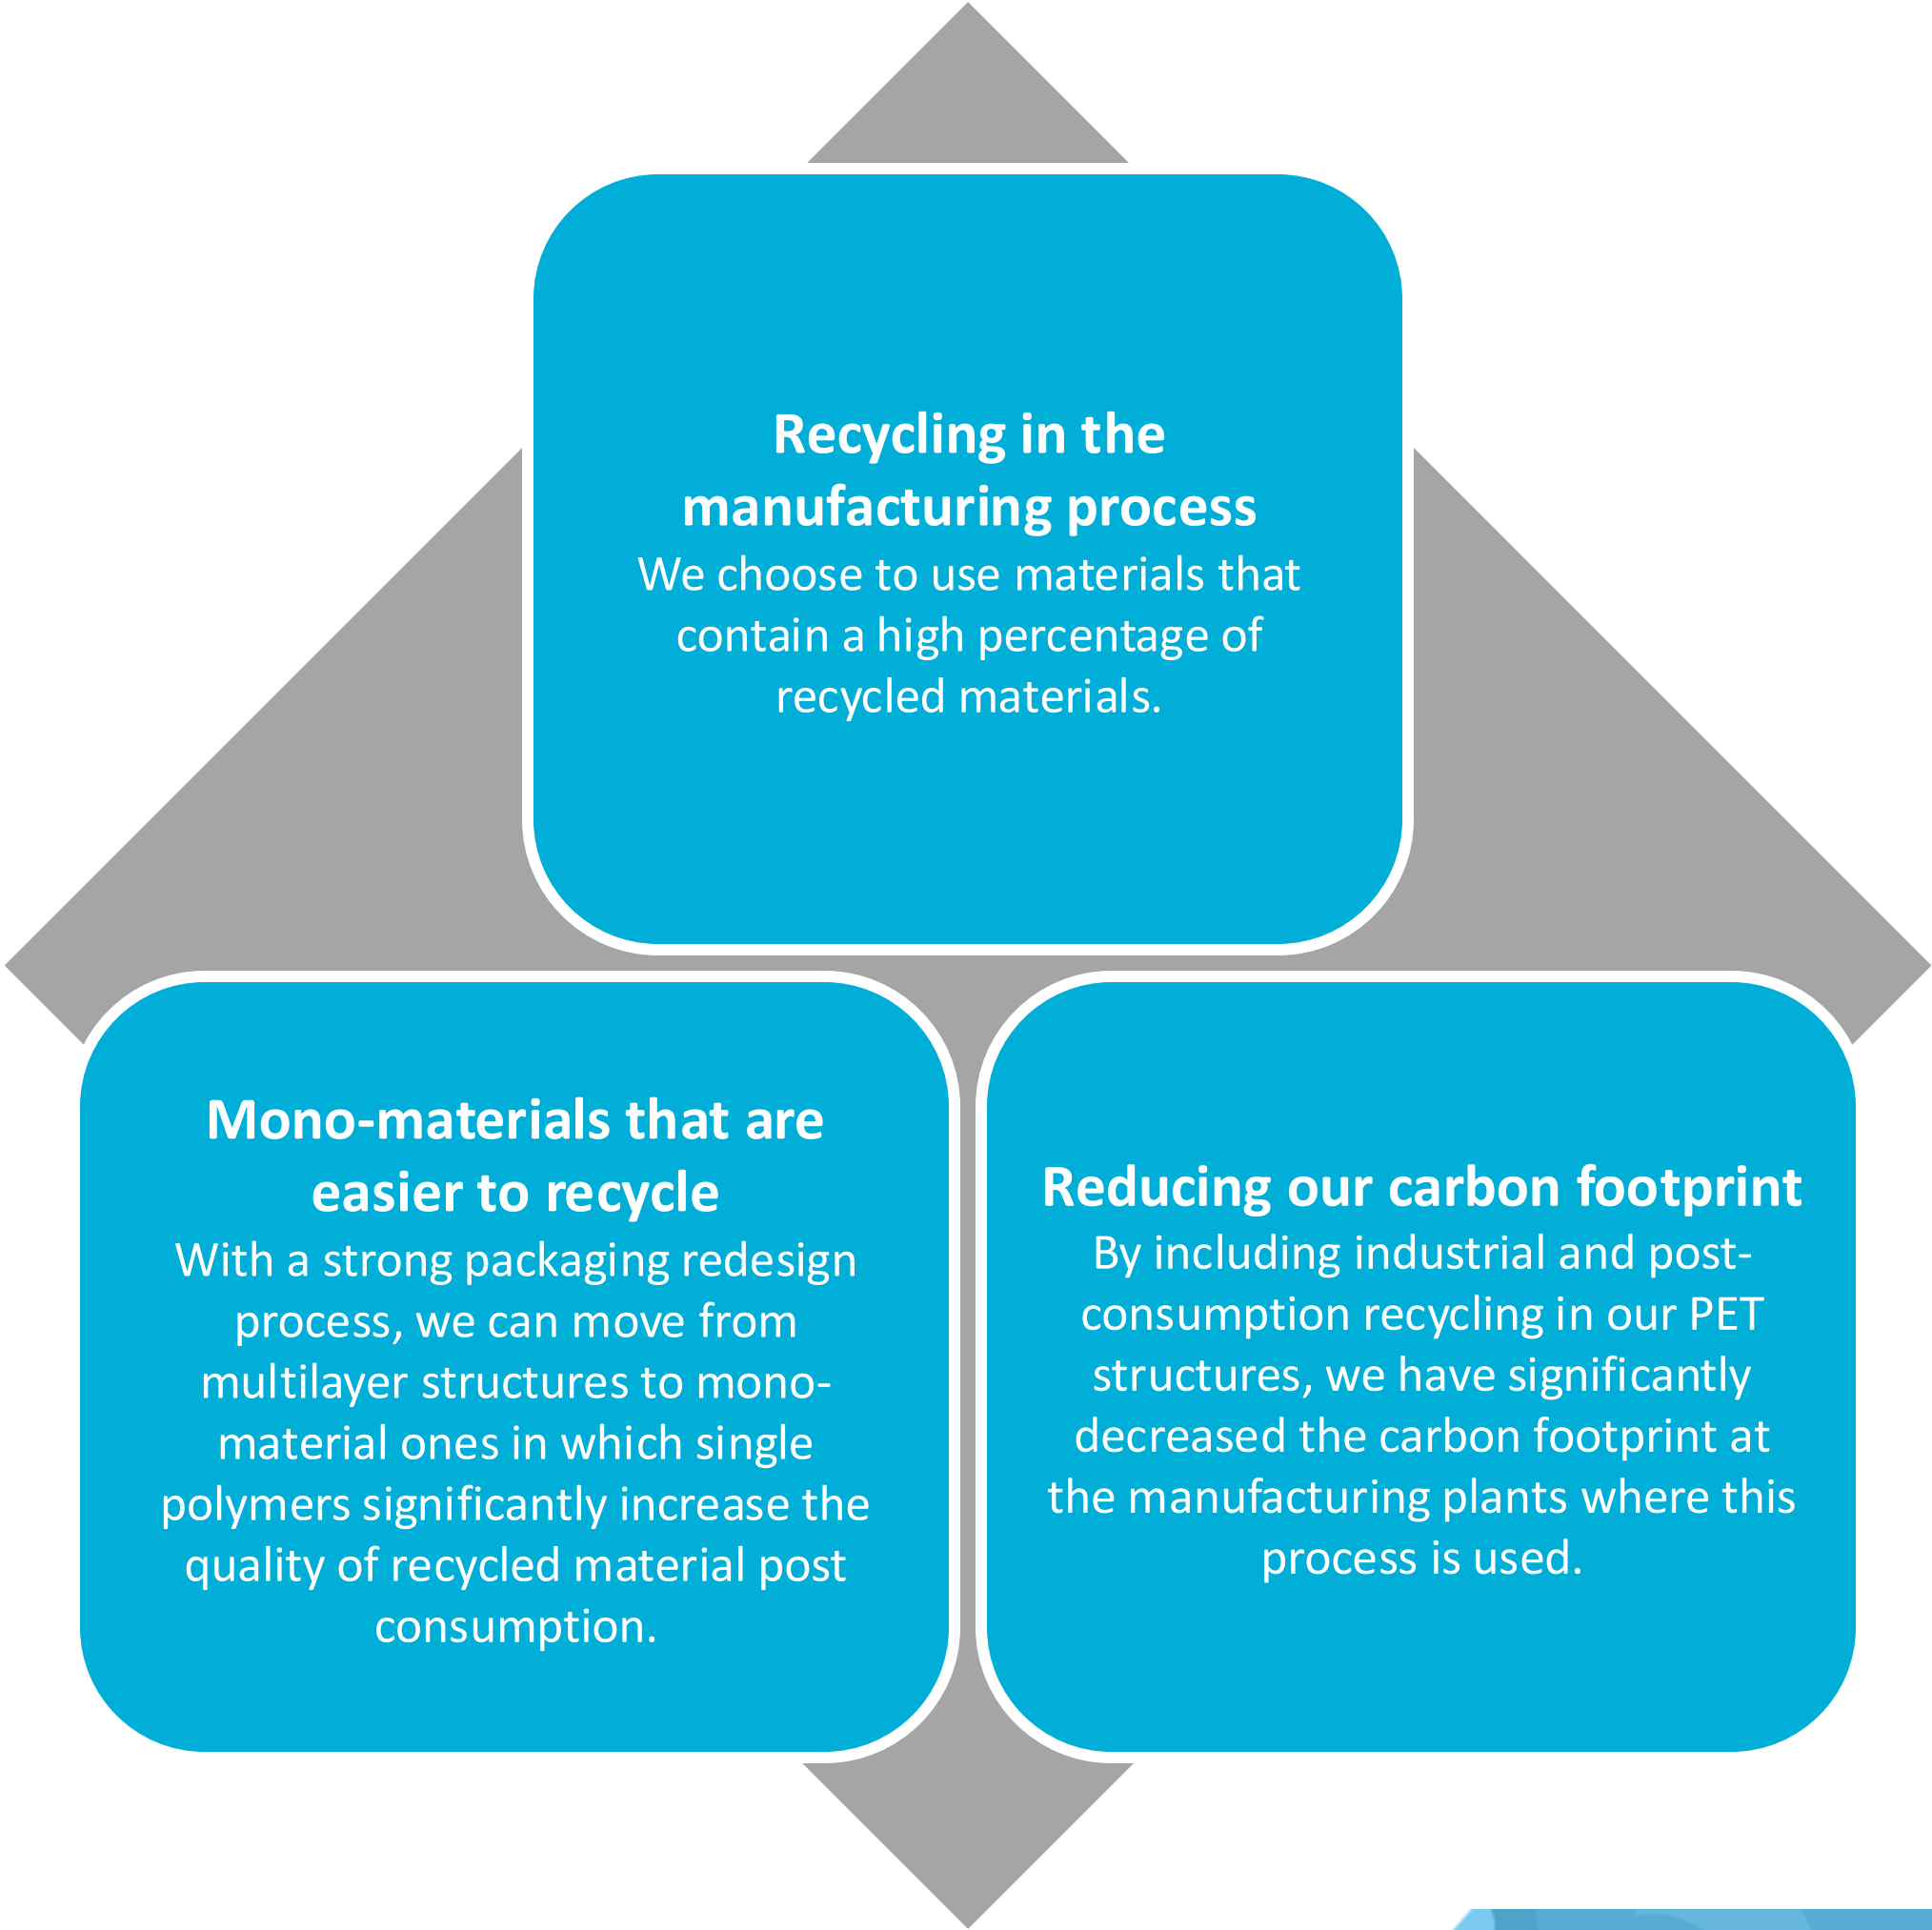 Recycling in the
manufacturing process
We choose to use materials that
contain a high percentage of
recycled materials.
Mono-materials that are
easier to recycle
With a strong packaging redesign
process, we can move from
multilayer structures to mono-
material ones in which single
polymers significantly increase the
quality of recycled material post
consumption.
Reducing our carbon footprint
By including industrial and post-
consumption recycling in our PET
structures, we have significantly
decreased the carbon footprint at
the manufacturing plants where this
process is used.